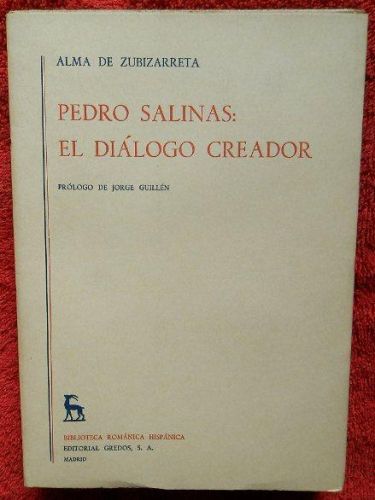 ALMA DE ZUBIZARRETA
PEDRO SALINAS:
EL DIÁLOGO CREADOR
PRÓLOGO DE JORGE GUILLÉN
BIBLIOTECA ROMÁNICA HISPÁNICA
EDITORIAL GREDOS, S. A.
MADRID